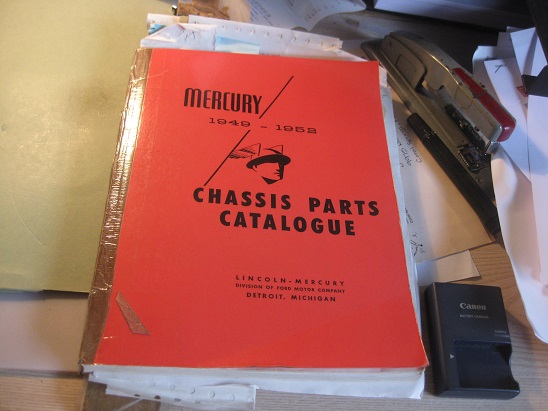 MERCURY
1949 - 1952
CHASSIS PARTS
CATALOGUE
LINCOLN-MERCURY
DIVISION OF FORD MOTOR COMPANY
DETROIT, MICHIGAN
Canon